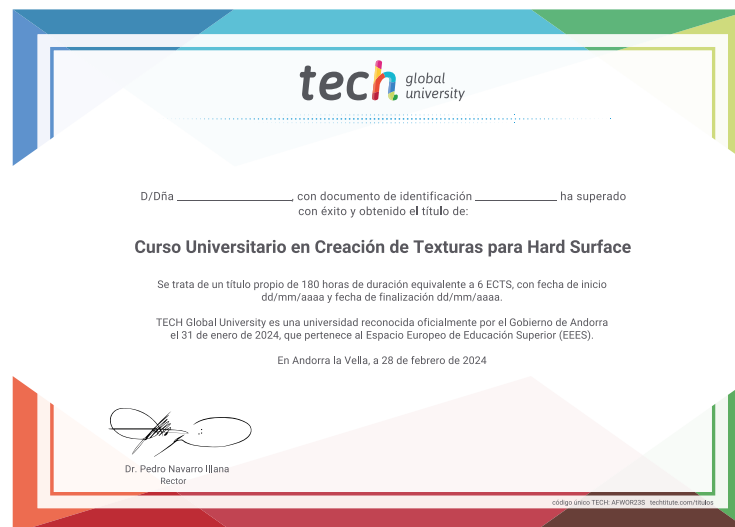 tech global university
D/Dña ____________, con documento de identificación ____________ ha superado
con éxito y obtenido el título de:
Curso Universitario en Creación de Texturas para Hard Surface
Se trata de un título propio de 180 horas de duración equivalente a 6 ECTS, con fecha de inicio
dd/mm/aaaa y fecha de finalización dd/mm/aaaa.
TECH Global University es una universidad reconocida oficialmente por el Gobierno de Andorra
el 31 de enero de 2024, que pertenece al Espacio Europeo de Educación Superior (EEES).
En Andorra la Vella, a 28 de febrero de 2024
Dr. Pedro Navarro Illana
Rector
código único TECH: AFWOR23S techtitute.com/titulos